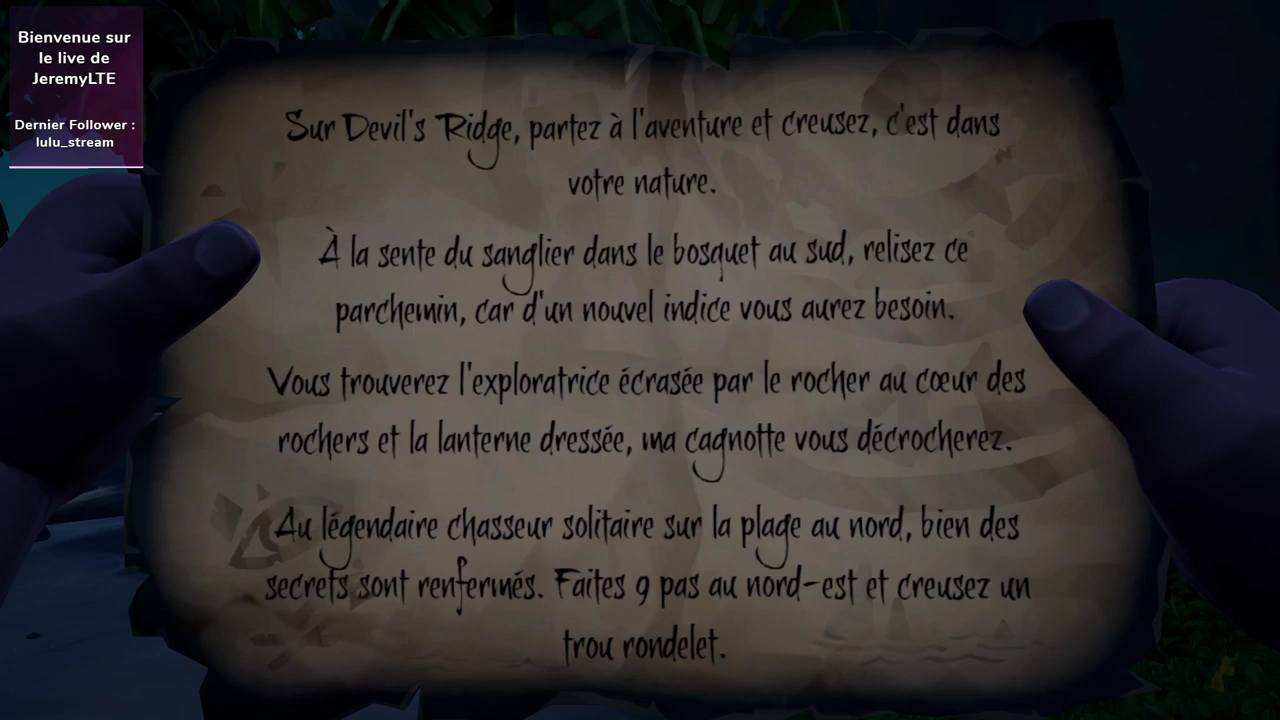 Bienvenue sur
le live de
JeremyLTE
Dernier Follower :
lulu_stream
Sur Devil's Ridge, partez à l'aventure et creusez, c'est dans
votre nature.
À la sente du sanglier dans le bosquet au sud, relisez ce
parchemin, car d'un nouvel indice vous aurez besoin.
Vous trouverez l'exploratrice écrasée par le rocher au cœur des
rochers et la lanterne dressée, ma cagnotte vous décrocherez.
Au légendaire chasseur solitaire sur la plage au nord, bien des
secrets sont renfermés. Faites 9 pas au nord-est et creusez un
trou rondelet.